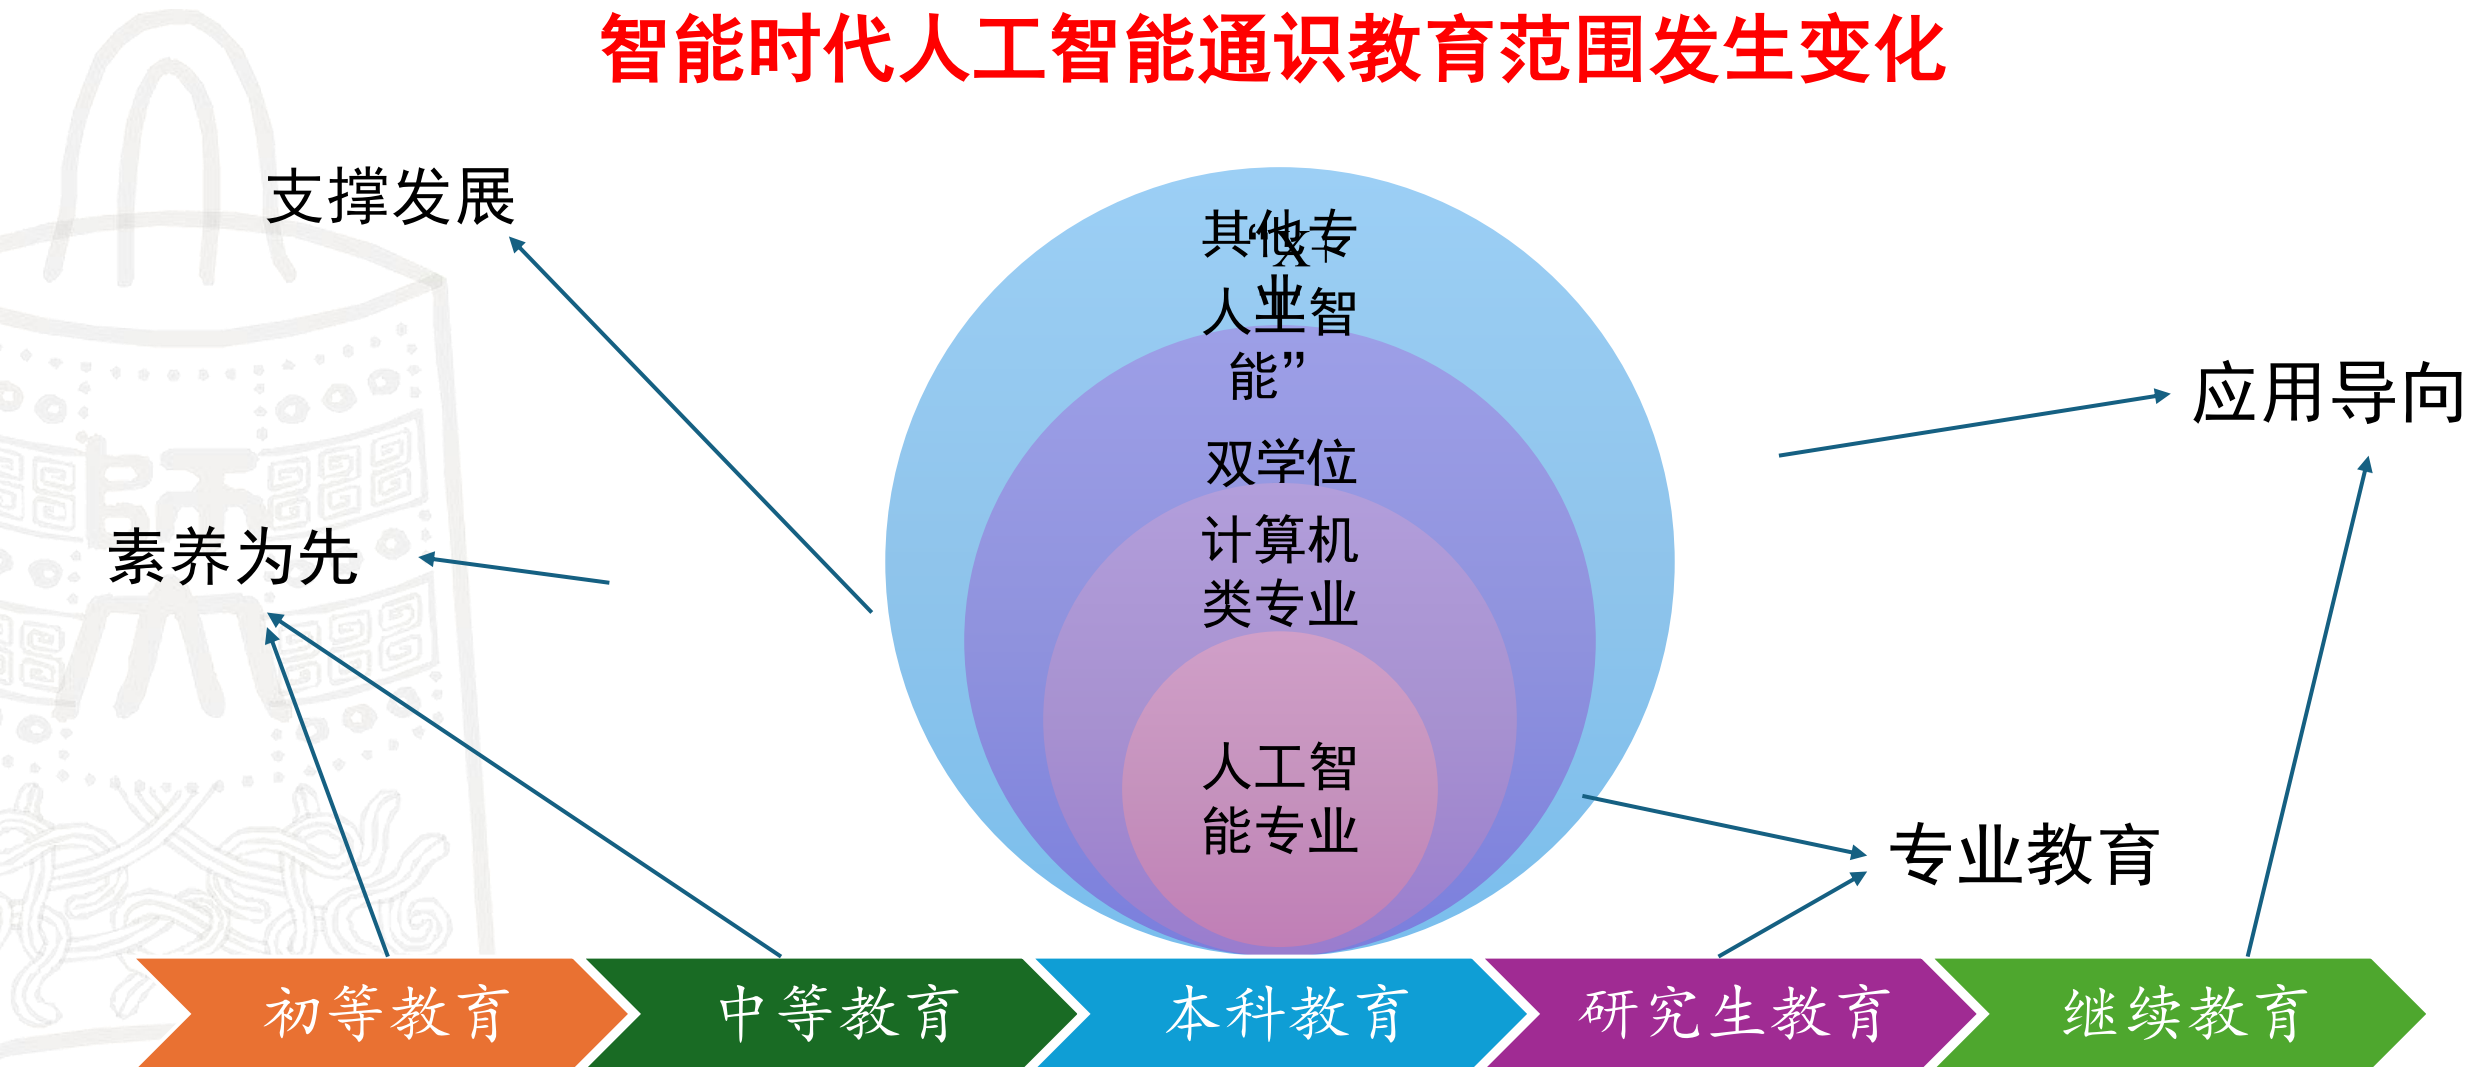 智能时代人工智能通识教育范围发生变化
支撑发展
其他专
业
“X+
人工智
能”
双学位
应用导向
素养为先
计算机
类专业
人工智
能专业
专业教育
初等教育
中等教育
本科教育
研究生教育
继续教育